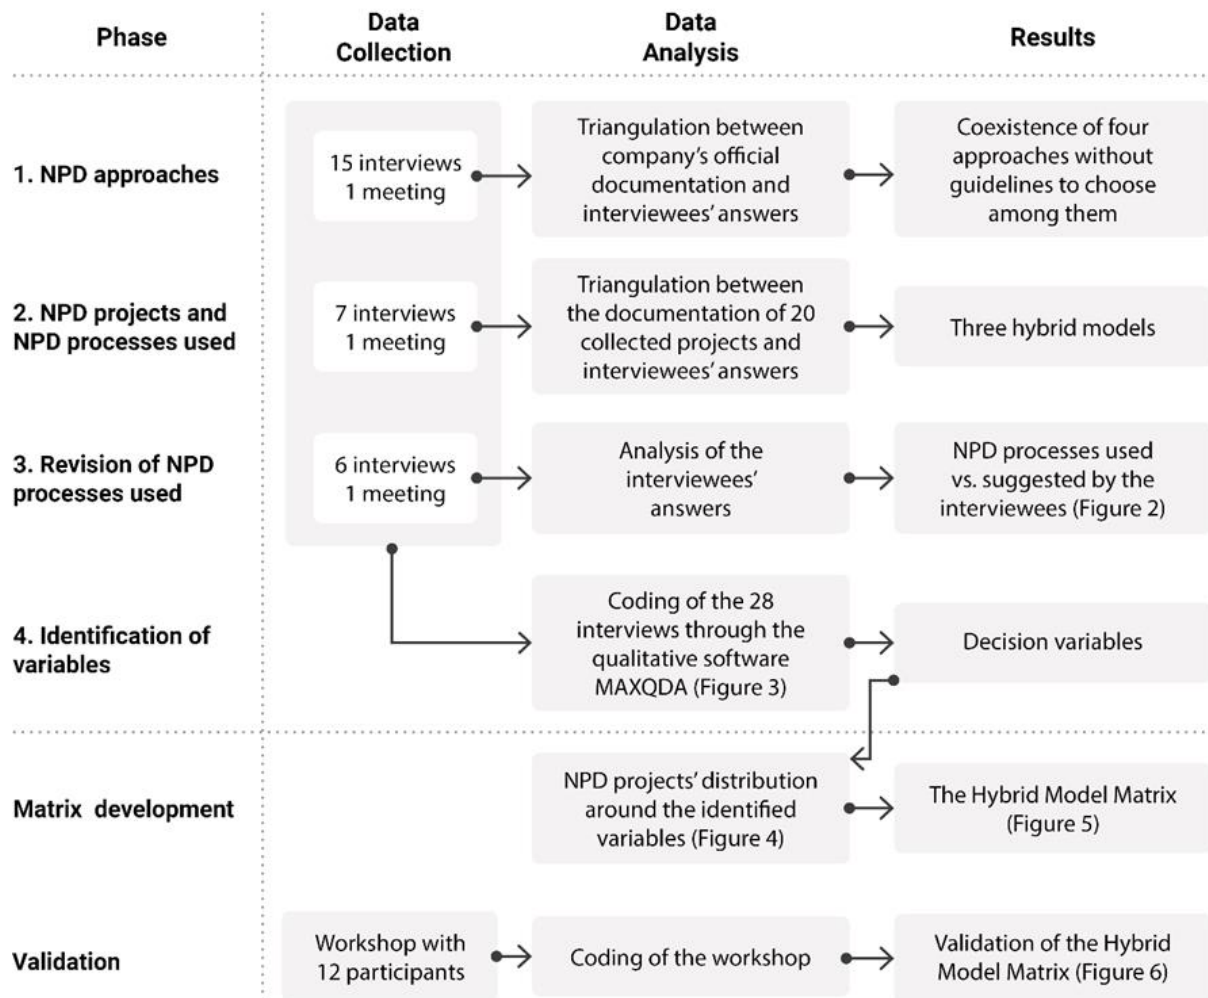 Phase
Data
Collection
Data
Analysis
Results
1. NPD approaches
15 interviews
1 meeting
Triangulation between
company's official
documentation and
interviewees' answers
Coexistence of four
approaches without
guidelines to choose
among them
2. NPD projects and
NPD processes used
7 interviews
1 meeting
Triangulation between
the documentation of 20
collected projects and
interviewees' answers
Three hybrid models
3. Revision of NPD
processes used
6 interviews
1 meeting
Analysis of the
interviewees'
answers
NPD processes used
vs. suggested by the
interviewees (Figure 2)
4. Identification of
variables
Coding of the 28
interviews through the
qualitative software
MAXQDA (Figure 3)
Decision variables
Matrix development
NPD projects' distribution
around the identified
variables (Figure 4)
The Hybrid Model Matrix
(Figure 5)
Validation
Workshop with
12 participants
Coding of the workshop
Validation of the Hybrid
Model Matrix (Figure 6)